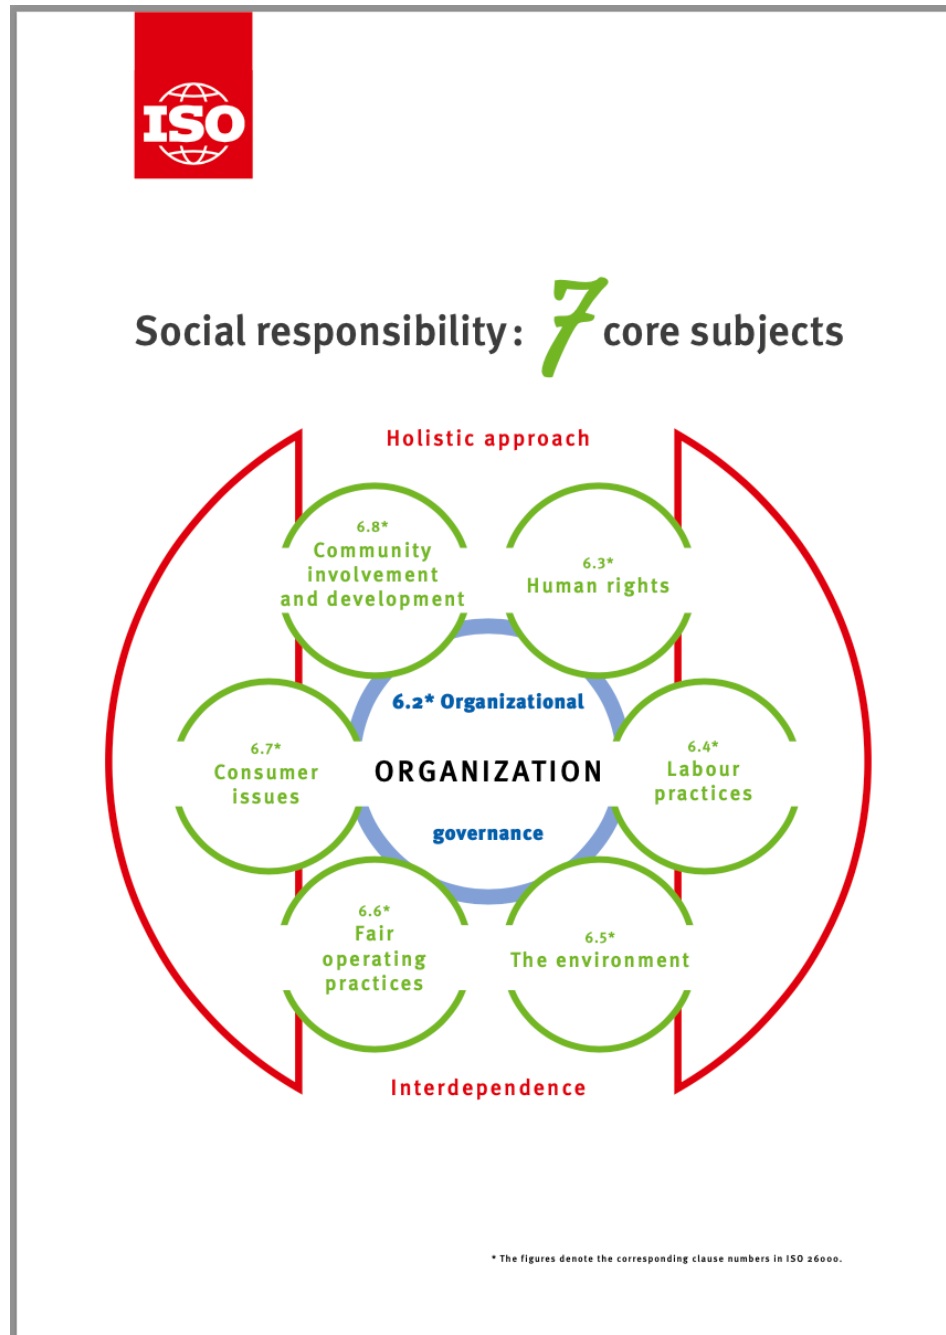 ISO
Social responsibility: 7 core subjects
Holistic approach
6.8*
Community
involvement
and development
6.3*
Human rights
6.2* Organizational
6.7*
Consumer
issues
ORGANIZATION
6.4*
Labour
practices
governance
6.6*
Fair
operating
practices
6.5*
The environment
Interdependence
* The figures denote the corresponding clause numbers in ISO 26000.